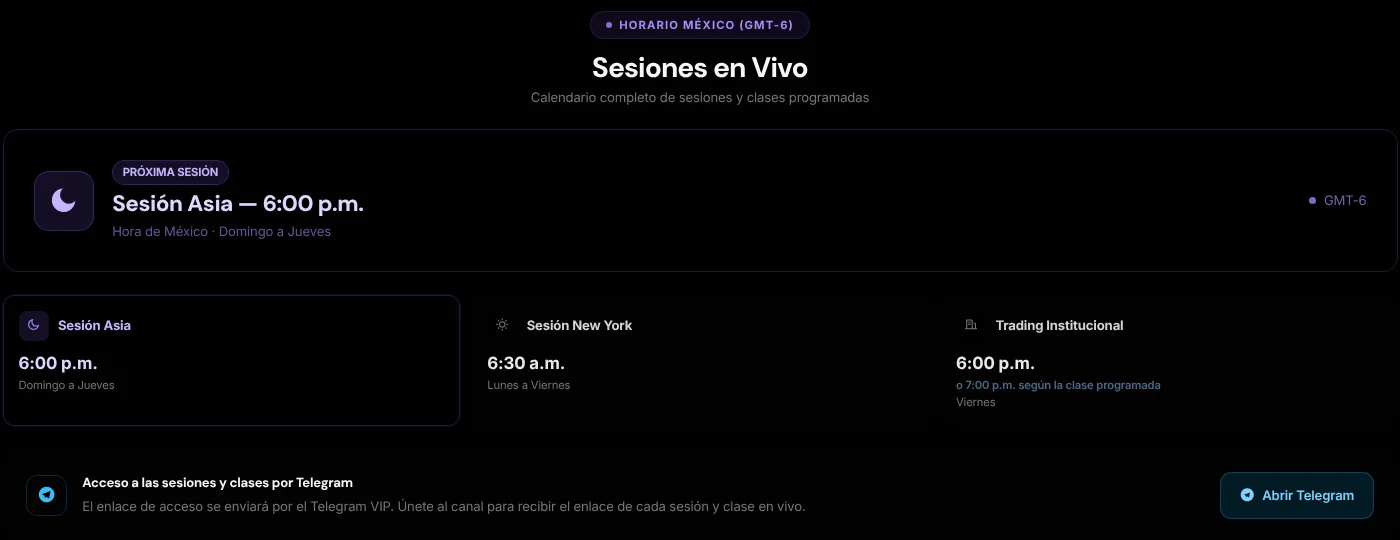 HORARIO MÉXICO (GMT-6)
Sesiones en Vivo
Calendario completo de sesiones y clases programadas
PRÓXIMA SESIÓN
Sesión Asia — 6:00 p.m.
Hora de México · Domingo a Jueves
GMT-6
Sesión Asia
6:00 p.m.
Domingo a Jueves
Sesión New York
6:30 a.m.
Lunes a Viernes
Trading Institucional
6:00 p.m.
o 7:00 p.m. según la clase programada
Viernes
Acceso a las sesiones y clases por Telegram
El enlace de acceso se enviará por el Telegram VIP. Únete al canal para recibir el enlace de cada sesión y clase en vivo.
Abrir Telegram